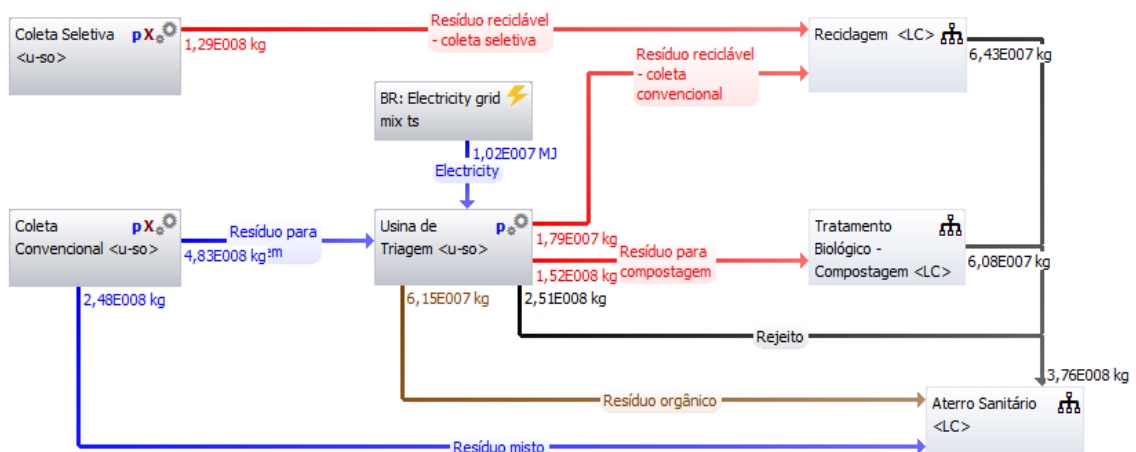 Coleta Seletiva
<u-so>
pX
1,29E008 kg
Resíduo reciclável
- coleta seletiva
Reciclagem <LC>
6,43E007 kg
Resíduo reciclável
- coleta
convencional
BR: Electricity grid
mix ts
1,02E007 MJ
Electricity
Coleta
Convencional <u-so>
pX
4,83E008 kg
Resíduo para
em
2,48E008 kg
Usina de
Triagem <u-so>
p
1,79E007 kg
Resíduo para
compostagem
1,52E008 kg
6,15E007 kg
2,51E008 kg
Tratamento
Biológico -
Compostagem <LC>
6,08E007 kg
Rejeito
3,76E008 kg
Resíduo orgânico
Aterro Sanitário
<LC>
Resíduo misto